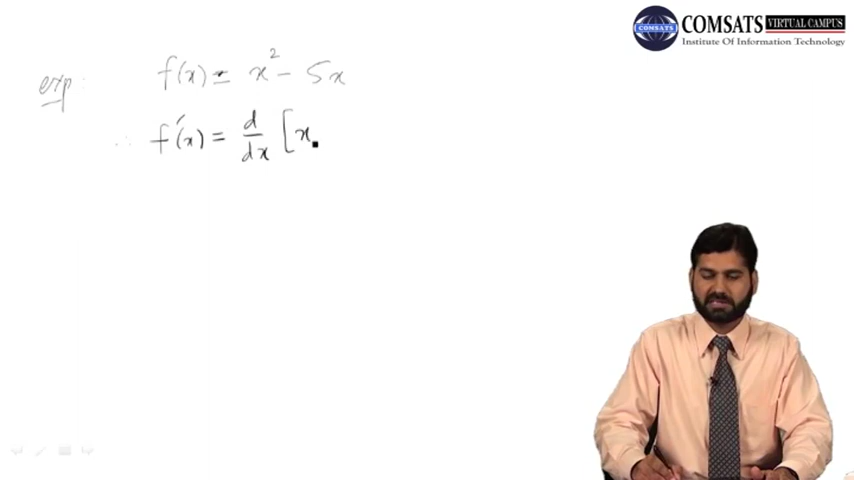 COMSATS VIRTUAL CAMPUS
COMSATS
Institute Of Information Technology
exp: f(x) = x² - 5x
∴ f'(x) = d/dx [x